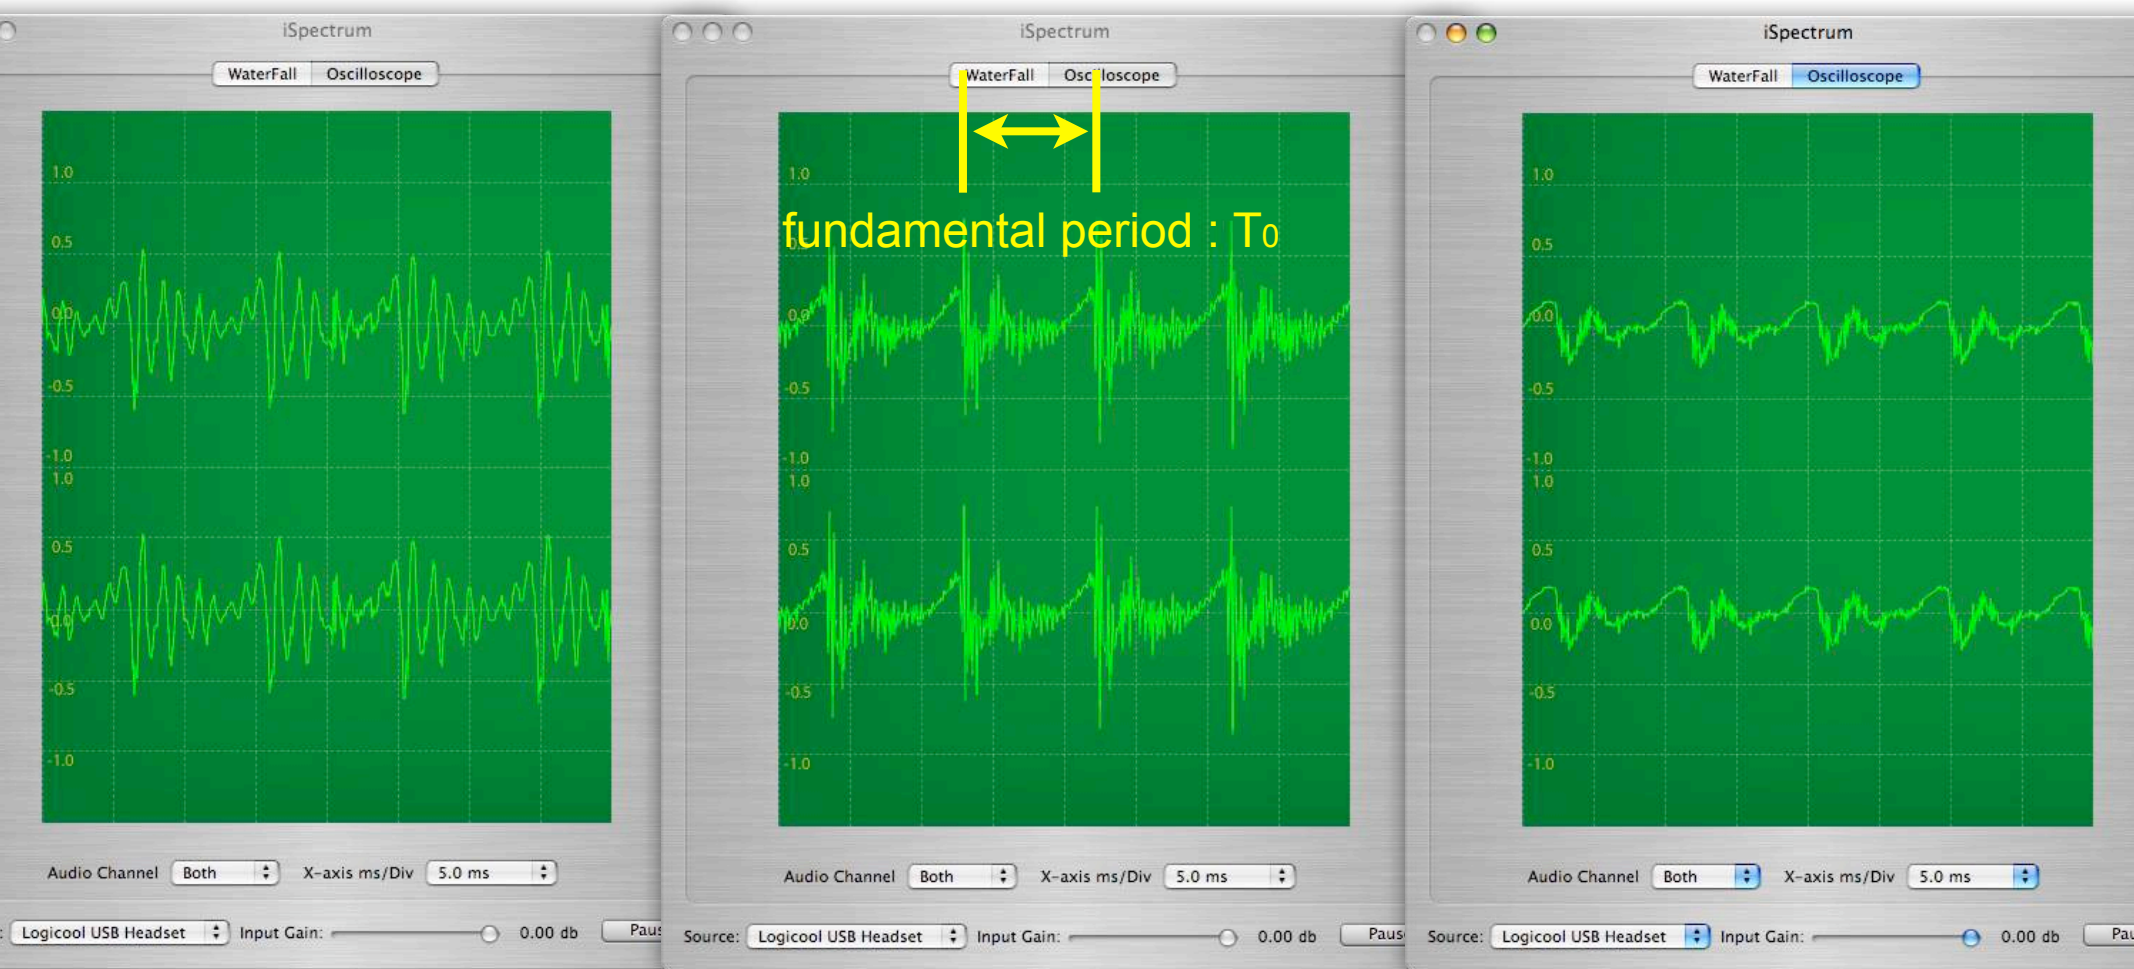 iSpectrum
WaterFall Oscilloscope
1.0
0.5
0.0
-0.5
-1.0
1.0
0.5
0.0
-0.5
-1.0
Audio Channel Both X-axis ms/Div 5.0 ms
: Logicool USB Headset Input Gain: 0.00 db Paus
iSpectrum
WaterFall Oscilloscope
1.0
fundamental period : T0
0.5
0.0
-0.5
-1.0
1.0
0.5
0.0
-0.5
-1.0
Audio Channel Both X-axis ms/Div 5.0 ms
Source: Logicool USB Headset Input Gain: 0.00 db Paus
iSpectrum
WaterFall Oscilloscope
1.0
0.5
0.0
-0.5
-1.0
1.0
0.5
0.0
-0.5
-1.0
Audio Channel Both X-axis ms/Div 5.0 ms
Source: Logicool USB Headset Input Gain: 0.00 db Pau